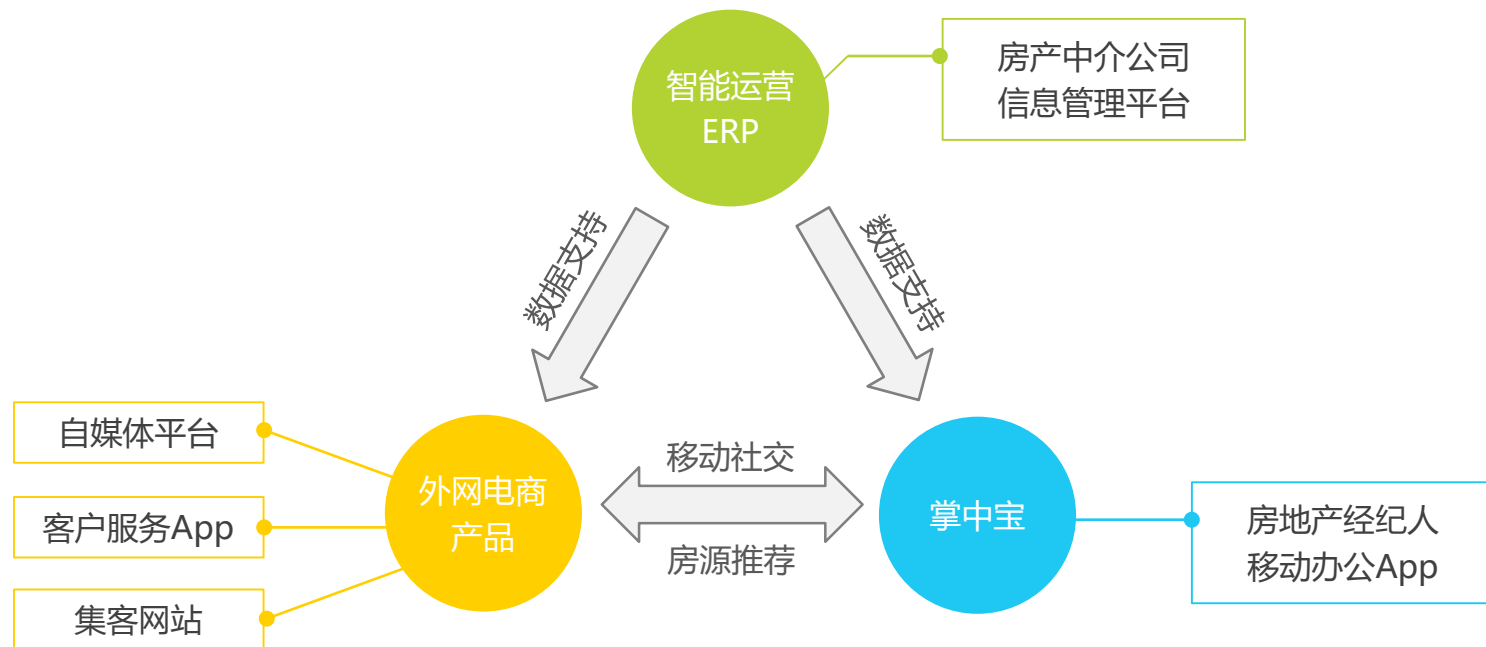 智能运营
ERP
房产中介公司
信息管理平台
数据支持
数据支持
自媒体平台
客户服务App
集客网站
外网电商
产品
移动社交
房源推荐
掌中宝
房地产经纪人
移动办公App